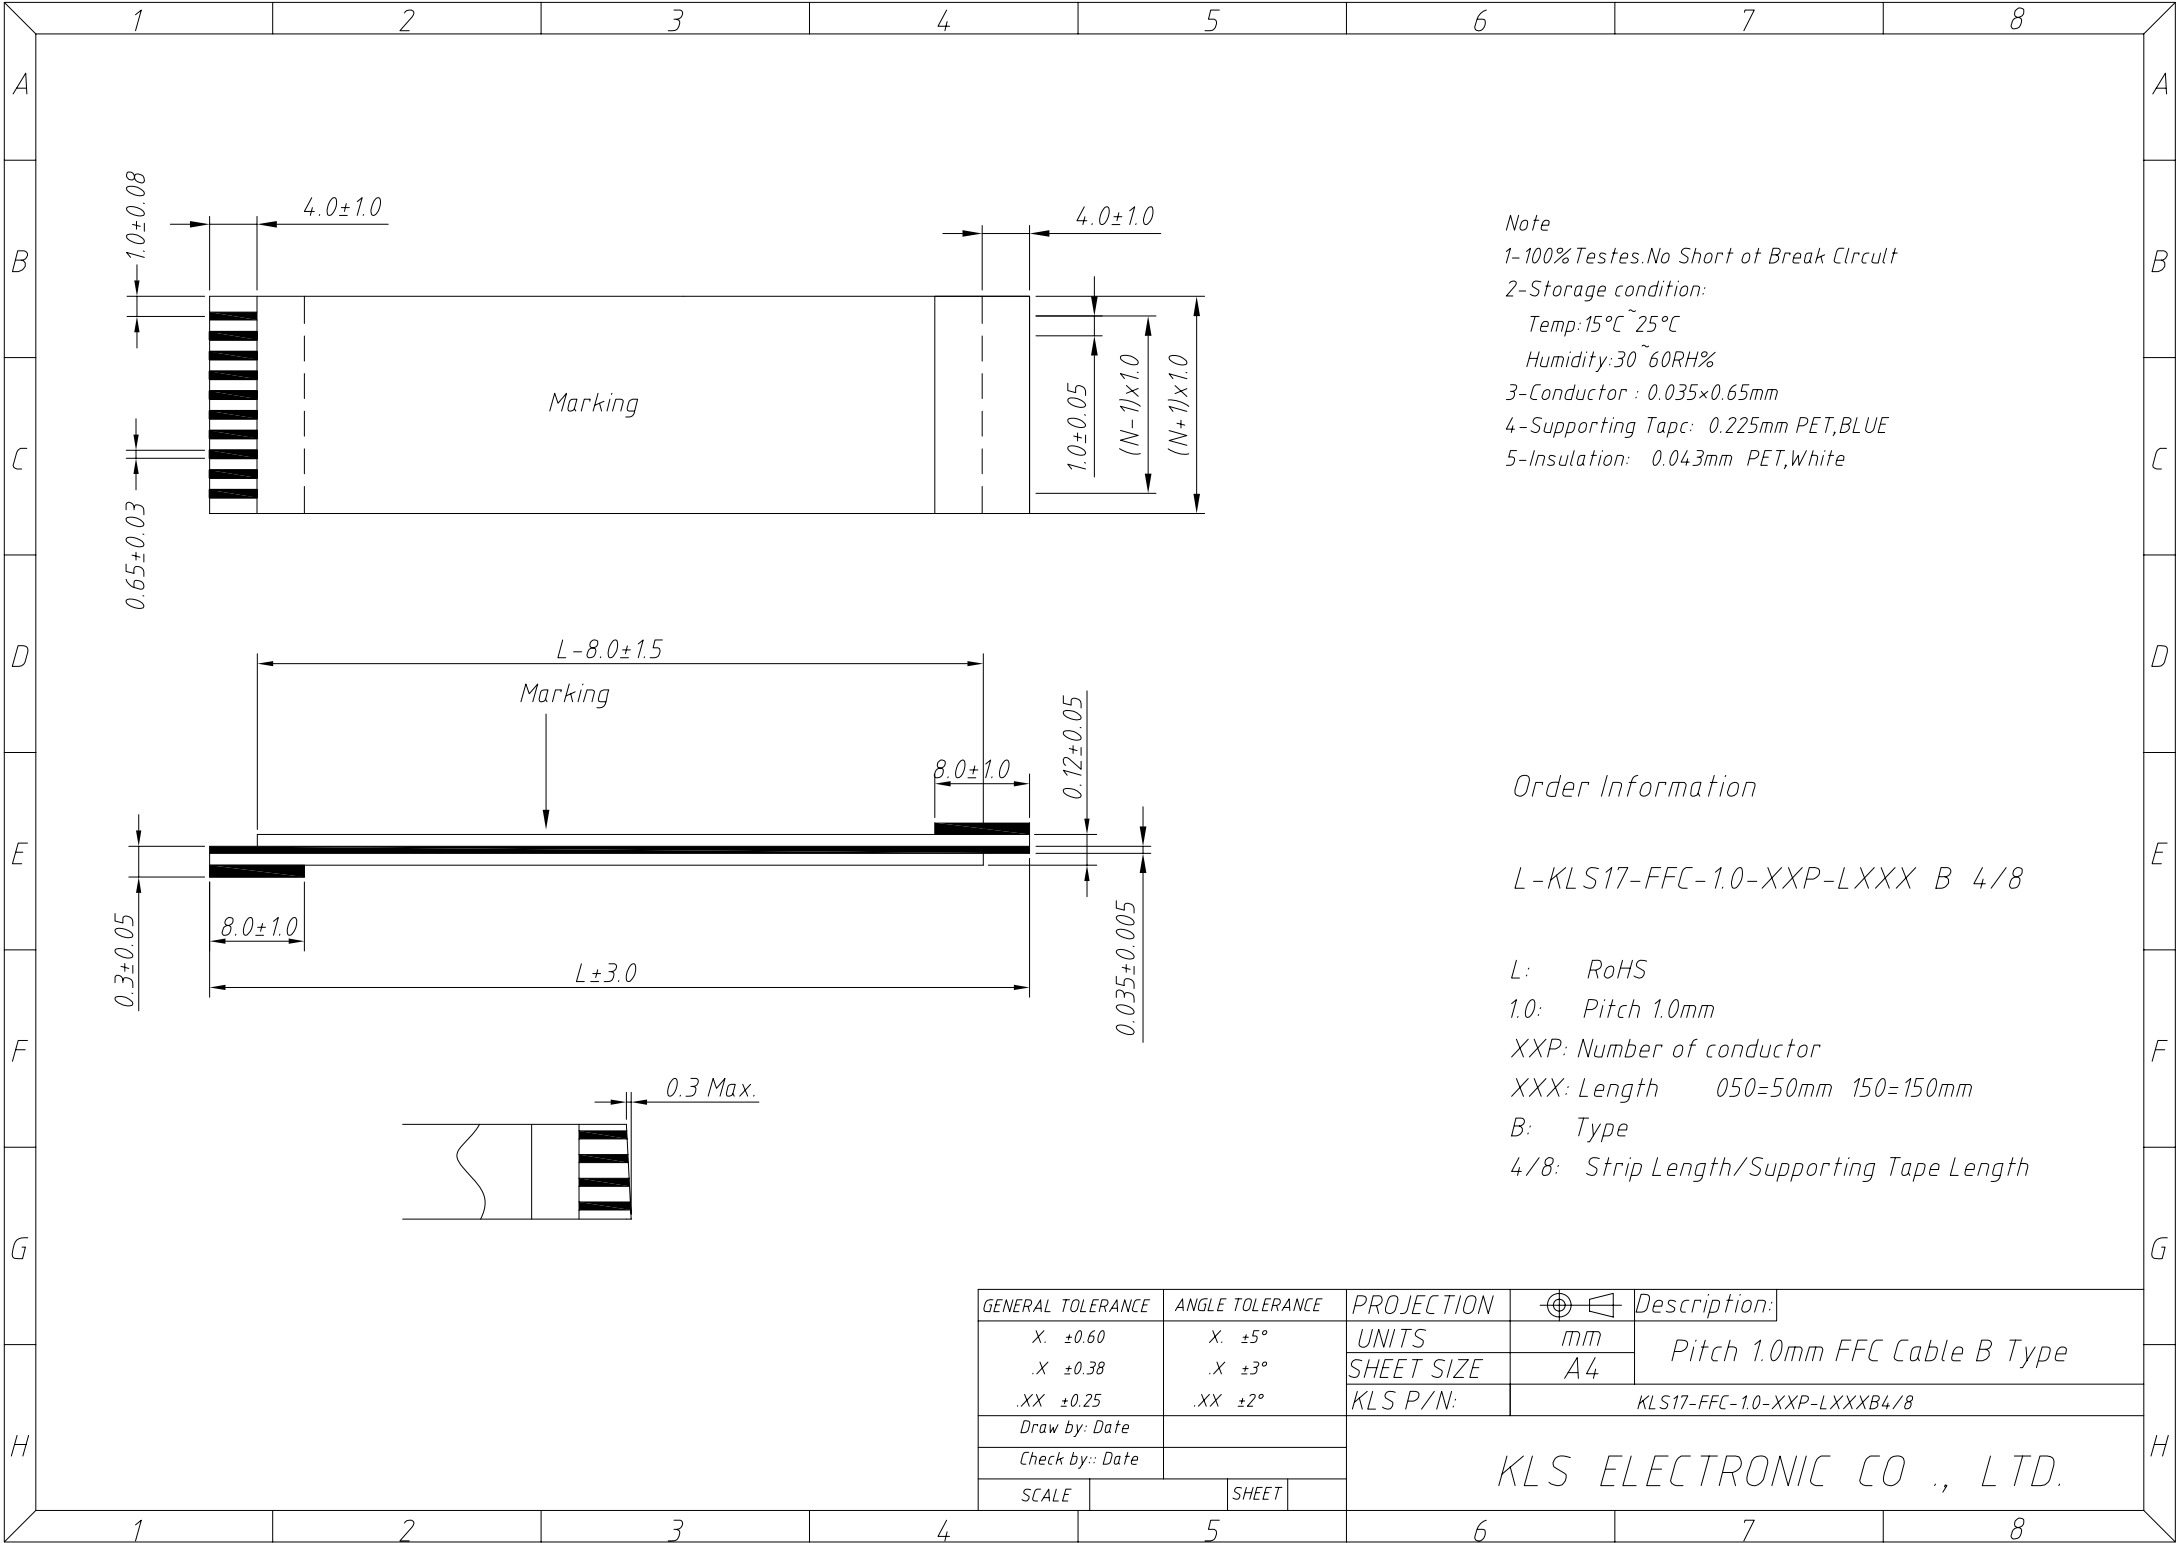 1 2 3 4 5 6 7 8
A A
B B
C C
D D
E E
F F
G G
H H
1.0±0.08
4.0±1.0
4.0±1.0
Marking
0.65±0.03
1.0±0.05
(N-1)x1.0
(N+1)x1.0
Note
1-100%Testes.No Short ot Break CIrcuIt
2-Storage condition:
Temp:15°C~25°C
Humidity:30~60RH%
3-Conductor : 0.035×0.65mm
4-Supporting Tapc: 0.225mm PET,BLUE
5-Insulation: 0.043mm PET,White
L-8.0±1.5
Marking
8.0±1.0
0.12±0.05
0.3±0.05
8.0±1.0
L±3.0
0.035±0.005
0.3 Max.
Order Information
L-KLS17-FFC-1.0-XXP-LXXX B 4/8
L: RoHS
1.0: Pitch 1.0mm
XXP: Number of conductor
XXX: Length 050=50mm 150=150mm
B: Type
4/8: Strip Length/Supporting Tape Length
GENERAL TOLERANCE ANGLE TOLERANCE PROJECTION Description:
X. ±0.60 X. ±5° UNITS mm
Pitch 1.0mm FFC Cable B Type
.X ±0.38 .X ±3° SHEET SIZE A4
.XX ±0.25 .XX ±2° KLS P/N: KLS17-FFC-1.0-XXP-LXXXB4/8
Draw by: Date
Check by:: Date
KLS ELECTRONIC CO ., LTD.
SCALE SHEET
1 2 3 4 5 6 7 8